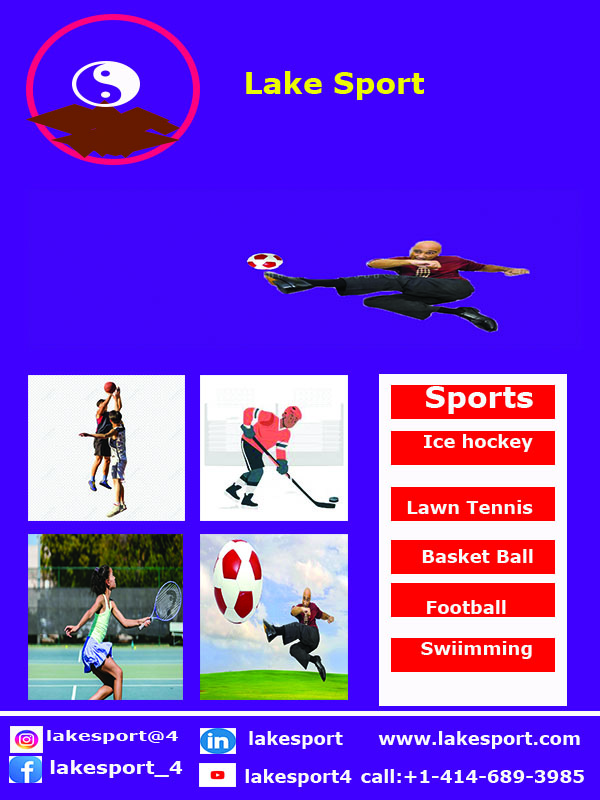 Lake Sport
Sports
Ice hockey
Lawn Tennis
Basket Ball
Football
Swiimming
lakesport@4
lakesport
www.lakesport.com
lakesport_4
lakesport4
call:+1-414-689-3985